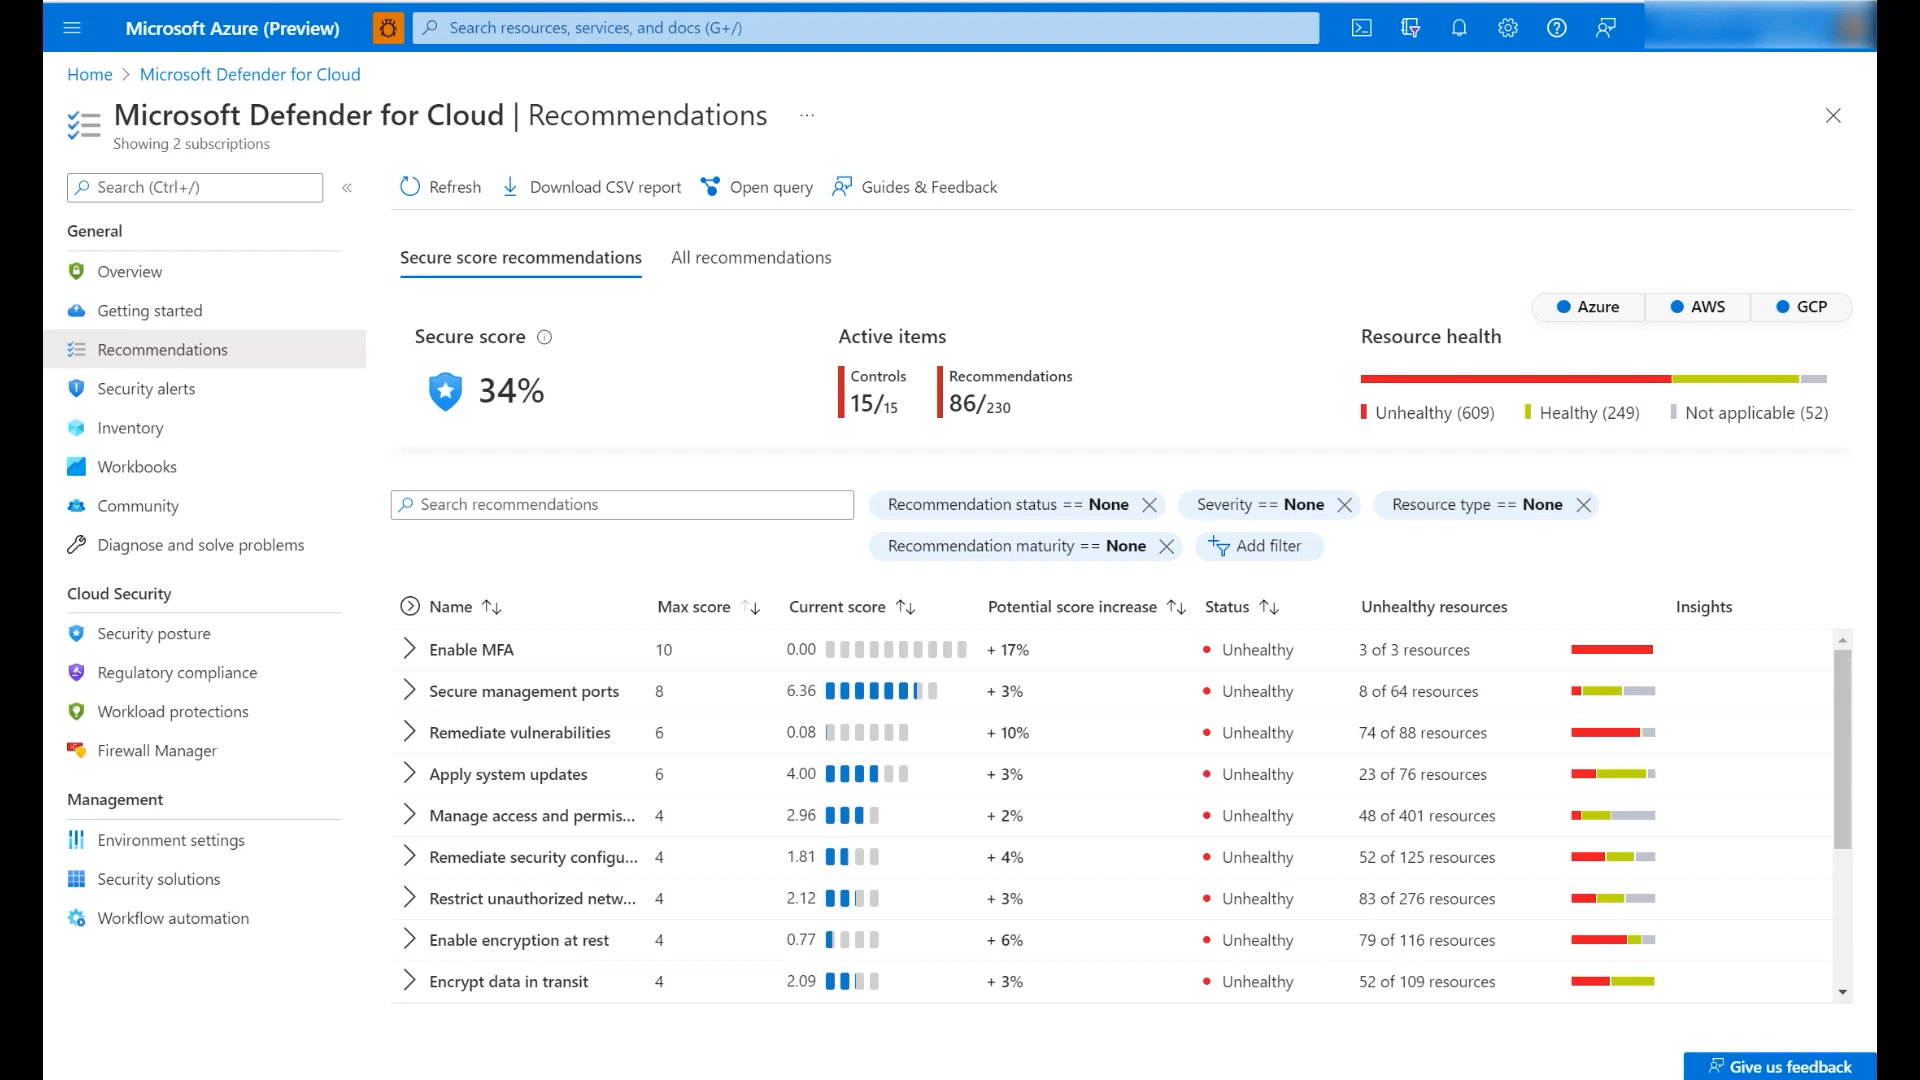 Microsoft Azure (Preview)
Search resources, services, and docs (G+/)
Home > Microsoft Defender for Cloud
Microsoft Defender for Cloud | Recommendations ...
Showing 2 subscriptions
Search (Ctrl+/) «
Refresh Download CSV report Open query Guides & Feedback
General
Overview
Getting started
Recommendations
Security alerts
Inventory
Workbooks
Community
Diagnose and solve problems
Cloud Security
Security posture
Regulatory compliance
Workload protections
Firewall Manager
Management
Environment settings
Security solutions
Workflow automation
Secure score recommendations All recommendations
Azure AWS GCP
Secure score
34%
Active items
Controls
15/15
Recommendations
86/230
Resource health
Unhealthy (609) Healthy (249) Not applicable (52)
Search recommendations
Recommendation status == None Severity == None Resource type == None
Recommendation maturity == None Add filter
Name Max score Current score Potential score increase Status Unhealthy resources Insights
Enable MFA 10 0.00 + 17% Unhealthy 3 of 3 resources
Secure management ports 8 6.36 + 3% Unhealthy 8 of 64 resources
Remediate vulnerabilities 6 0.08 + 10% Unhealthy 74 of 88 resources
Apply system updates 6 4.00 + 3% Unhealthy 23 of 76 resources
Manage access and permis... 4 2.96 + 2% Unhealthy 48 of 401 resources
Remediate security configu... 4 1.81 + 4% Unhealthy 52 of 125 resources
Restrict unauthorized netw... 4 2.12 + 3% Unhealthy 83 of 276 resources
Enable encryption at rest 4 0.77 + 6% Unhealthy 79 of 116 resources
Encrypt data in transit 4 2.09 + 3% Unhealthy 52 of 109 resources
Give us feedback